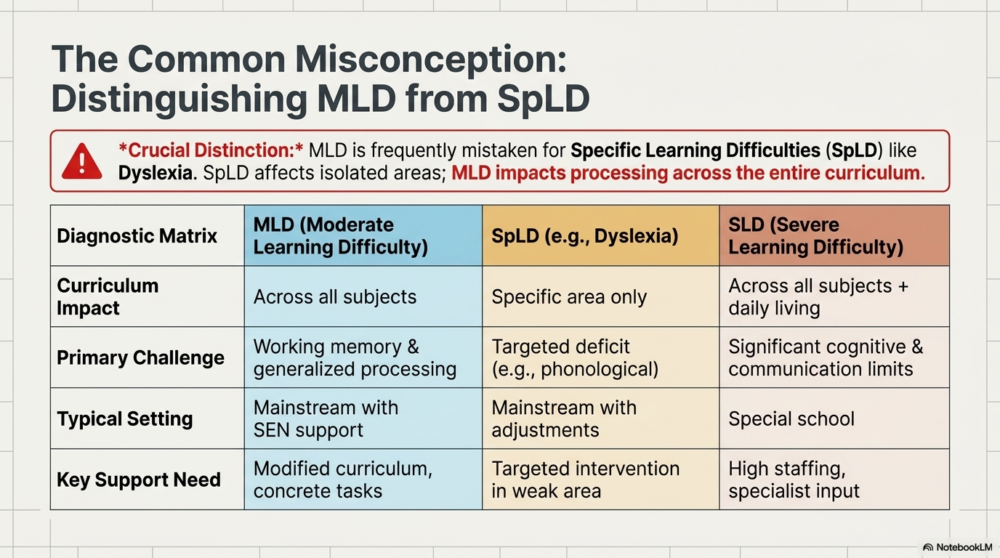 The Common Misconception:
Distinguishing MLD from SpLD
*Crucial Distinction:* MLD is frequently mistaken for Specific Learning Difficulties (SpLD) like
Dyslexia. SpLD affects isolated areas; MLD impacts processing across the entire curriculum.
Diagnostic Matrix
MLD (Moderate
Learning Difficulty)
SpLD (e.g., Dyslexia)
SLD (Severe
Learning Difficulty)
Curriculum
Impact
Across all subjects
Specific area only
Across all subjects +
daily living
Primary Challenge
Working memory &
generalized processing
Targeted deficit
(e.g., phonological)
Significant cognitive &
communication limits
Typical Setting
Mainstream with
SEN support
Mainstream with
adjustments
Special school
Key Support Need
Modified curriculum,
concrete tasks
Targeted intervention
in weak area
High staffing,
specialist input
NotebookLM